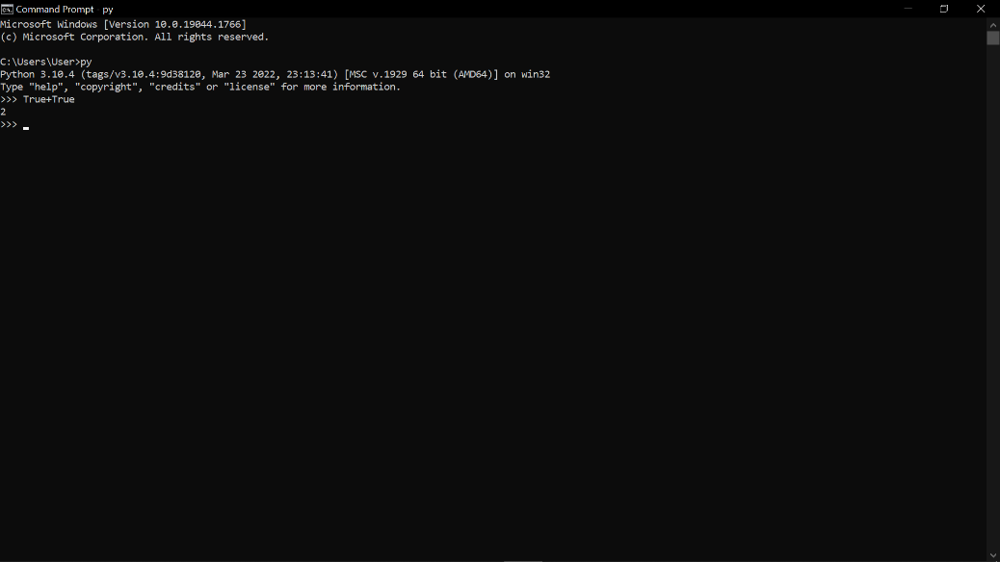 Command Prompt - py
Microsoft Windows [Version 10.0.19044.1766]
(c) Microsoft Corporation. All rights reserved.
C:\Users\User>py
Python 3.10.4 (tags/v3.10.4:9d38120, Mar 23 2022, 23:13:41) [MSC v.1929 64 bit (AMD64)] on win32
Type "help", "copyright", "credits" or "license" for more information.
>>> True+True
2
>>>